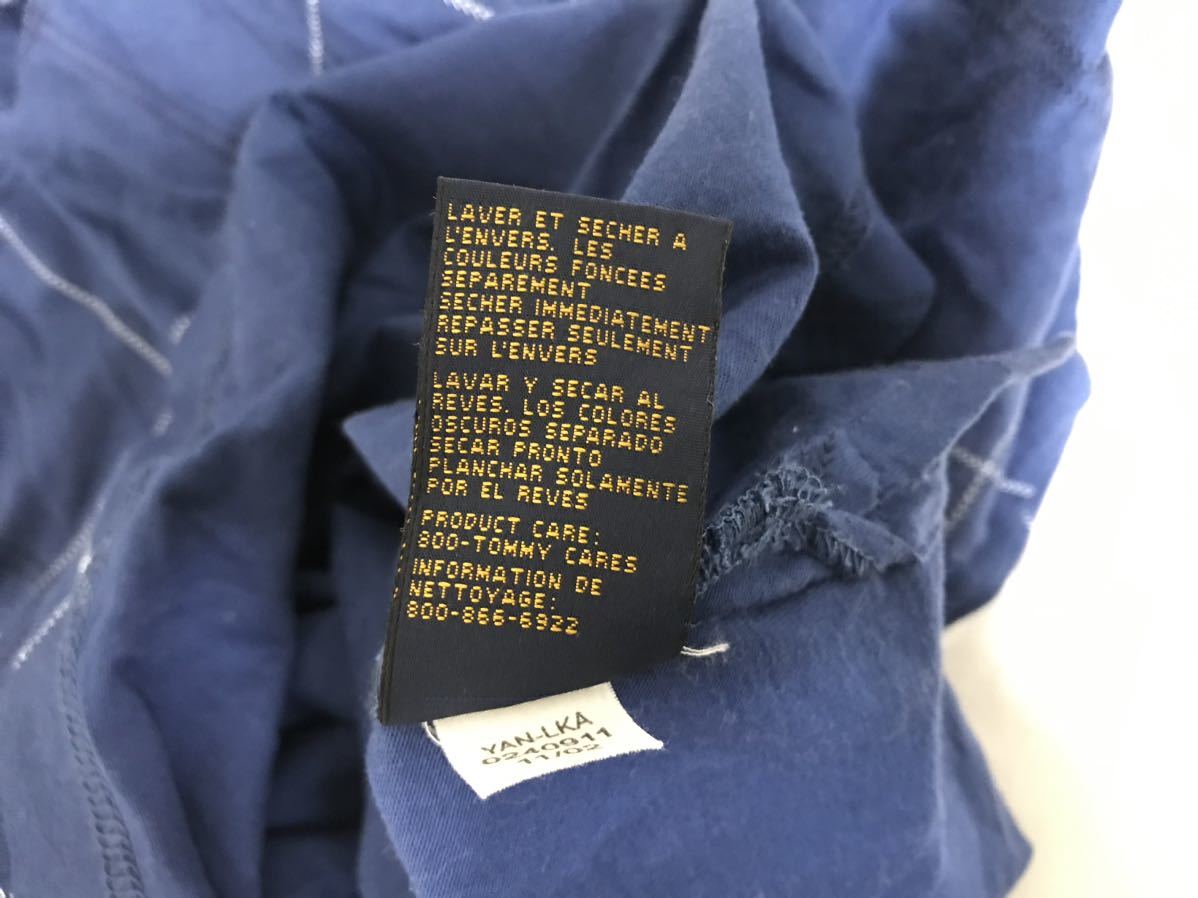 LAVER ET SECHER A
L'ENVERS. LES
COULEURS FONCEES
SEPAREMENT
SECHER IMMEDIATEMENT
REPASSER SEULEMENT
SUR L'ENVERS
LAVAR Y SECAR AL
REVES. LOS COLORES
OSCUROS SEPARADO
SECAR PRONTO
PLANCHAR SOLAMENTE
POR EL REVES
PRODUCT CARE:
800-TOMMY CARES
INFORMATION DE
NETTOYAGE:
800-866-6922
YAN-LKA
0240911
11/02